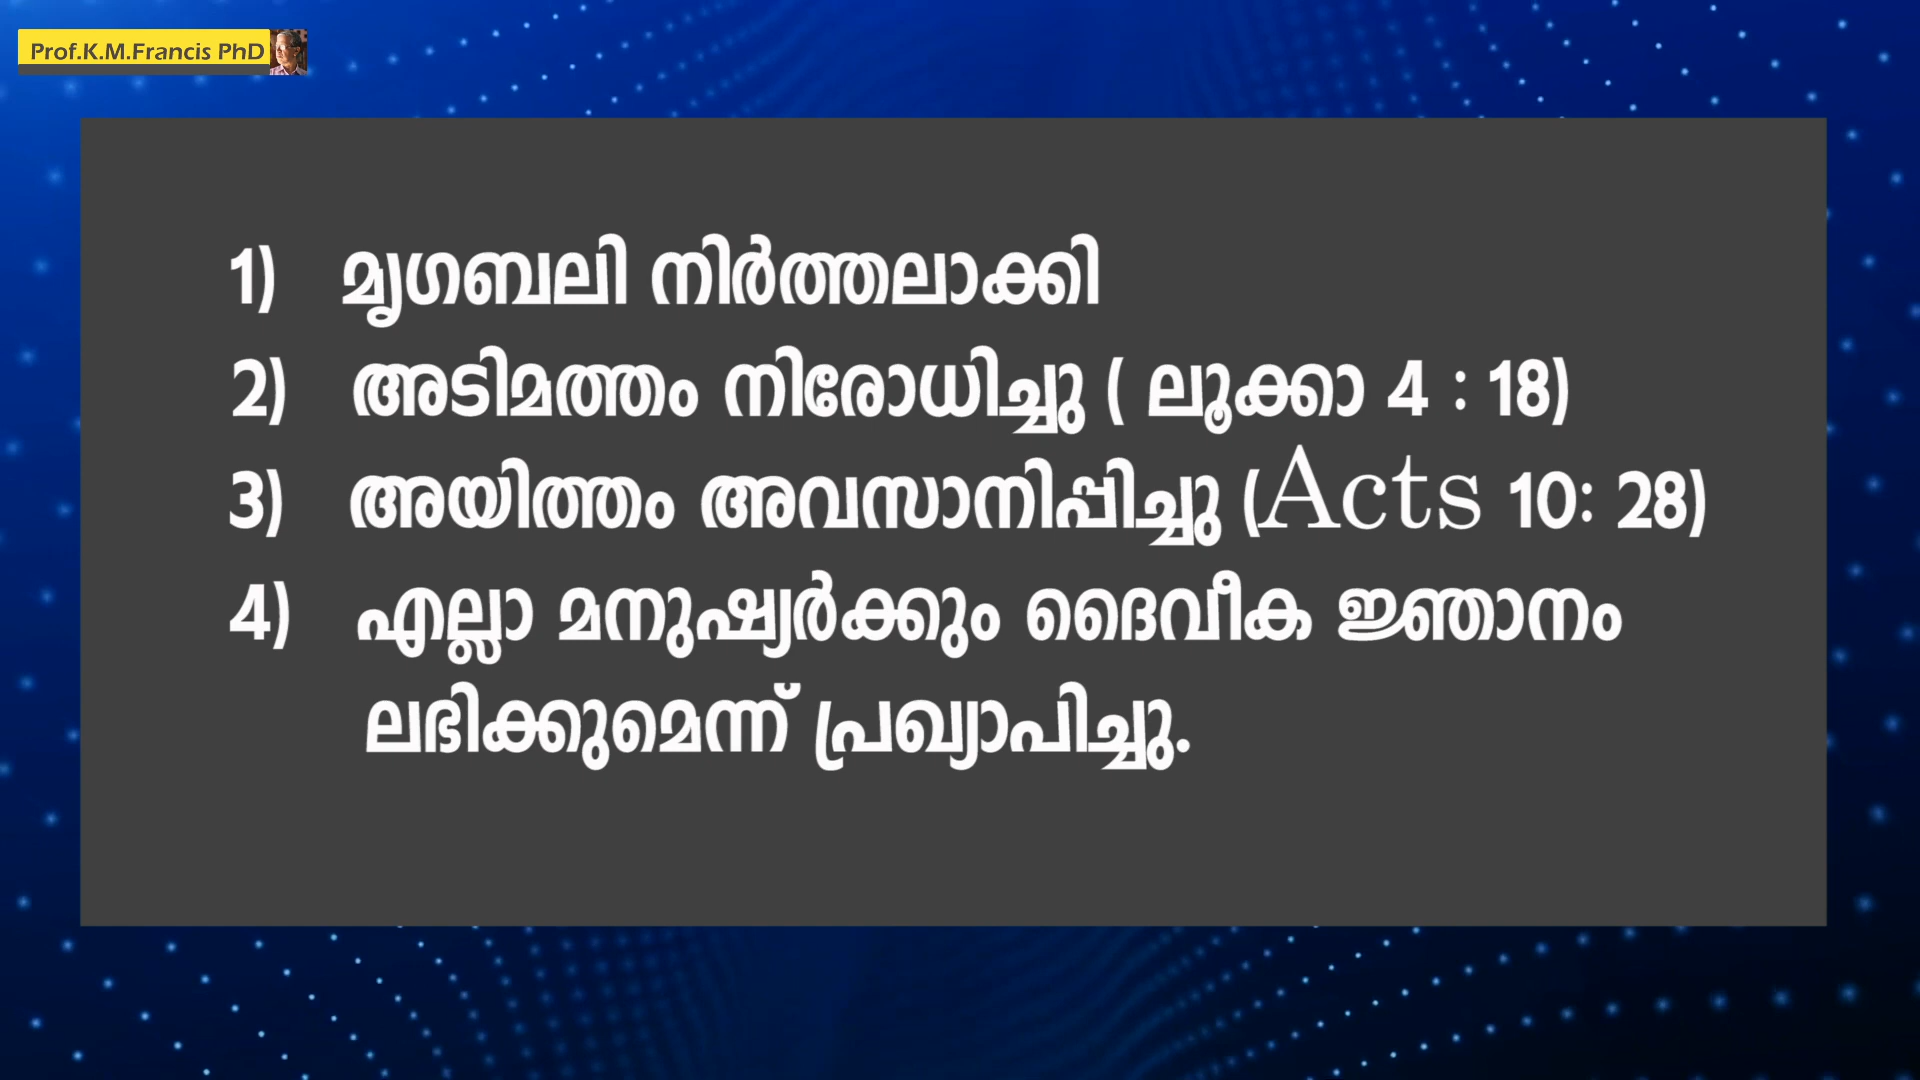 Prof.K.M.Francis PhD
1) മൃഗബലി നിർത്തലാക്കി
2) അടിമത്തം നിരോധിച്ചു ( ലൂക്കാ 4 : 18)
3) അയിത്തം അവസാനിപ്പിച്ചു (Acts 10: 28)
4) എല്ലാ മനുഷ്യർക്കും ദൈവീക ജ്ഞാനം
ലഭിക്കുമെന്ന് പ്രഖ്യാപിച്ചു.